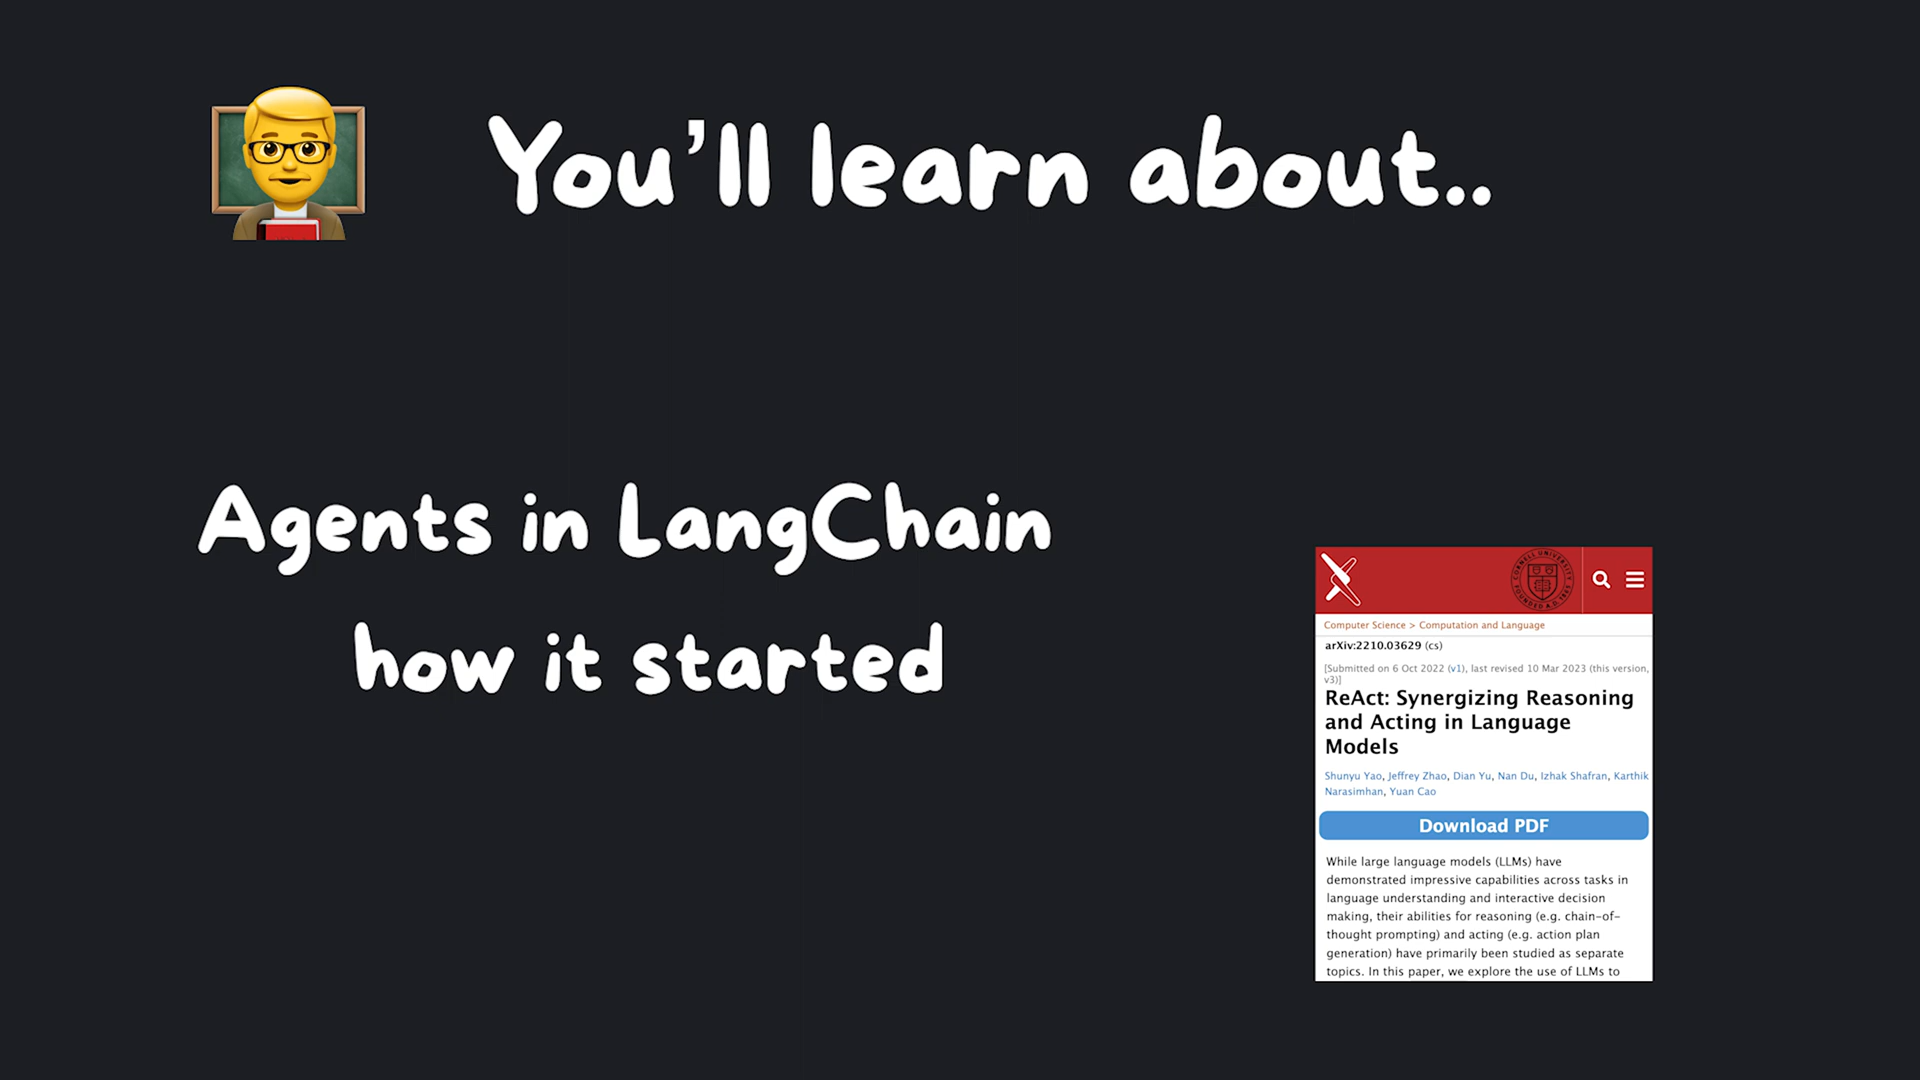 You’ll learn about..
Agents in LangChain
how it started
Computer Science > Computation and Language
arXiv:2210.03629 (cs)
[Submitted on 6 Oct 2022 (v1), last revised 10 Mar 2023 (this version,
v3)]
ReAct: Synergizing Reasoning
and Acting in Language
Models
Shunyu Yao, Jeffrey Zhao, Dian Yu, Nan Du, Izhak Shafran, Karthik
Narasimhan, Yuan Cao
Download PDF
While large language models (LLMs) have
demonstrated impressive capabilities across tasks in
language understanding and interactive decision
making, their abilities for reasoning (e.g. chain-of-
thought prompting) and acting (e.g. action plan
generation) have primarily been studied as separate
topics. In this paper, we explore the use of LLMs to